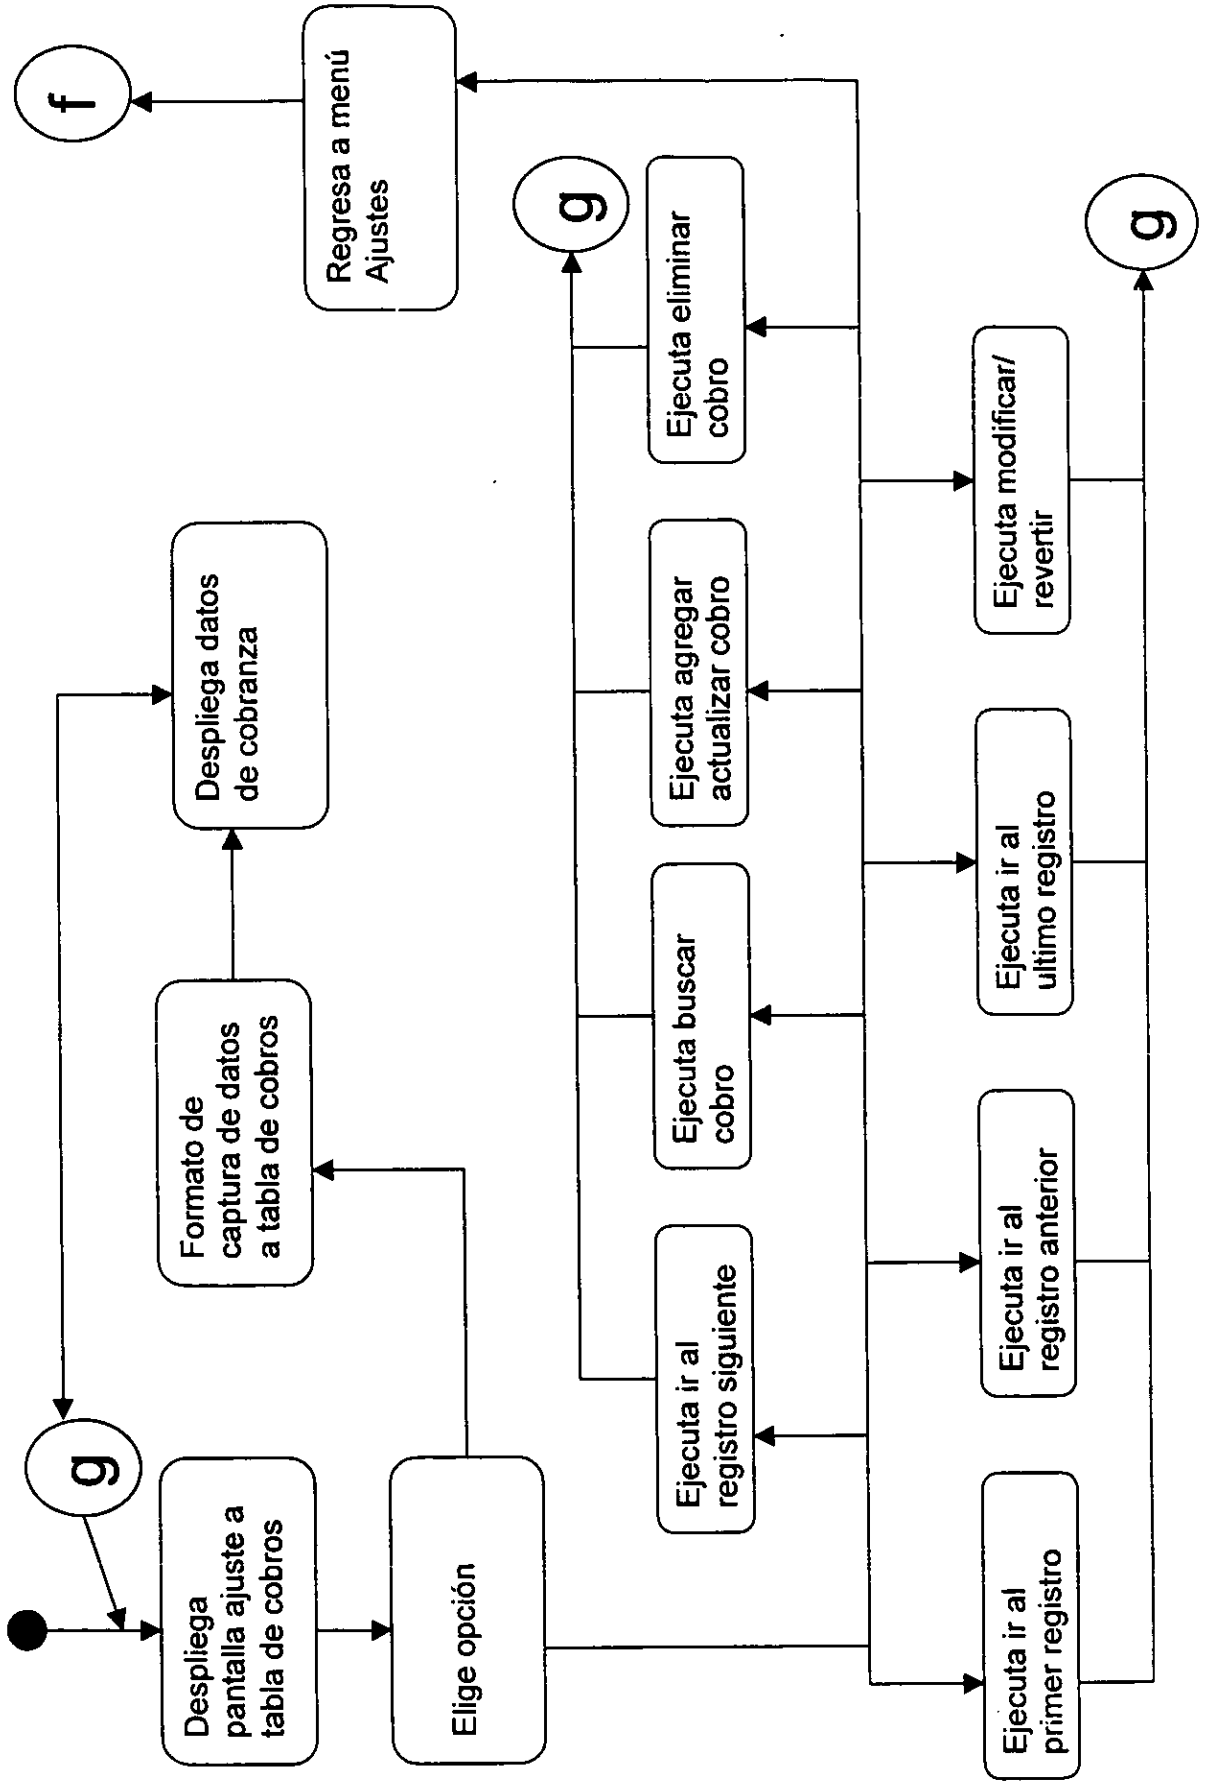 g
Despliega
pantalla ajuste a
tabla de cobros
Elige opción
Formato de
captura de datos
a tabla de cobros
Despliega datos
de cobranza
f
Regresa a menú
Ajustes
g
Ejecuta ir al
registro siguiente
Ejecuta buscar
cobro
Ejecuta agregar
actualizar cobro
Ejecuta eliminar
cobro
Ejecuta ir al
primer registro
Ejecuta ir al
registro anterior
Ejecuta ir al
ultimo registro
Ejecuta modificar/
revertir
g